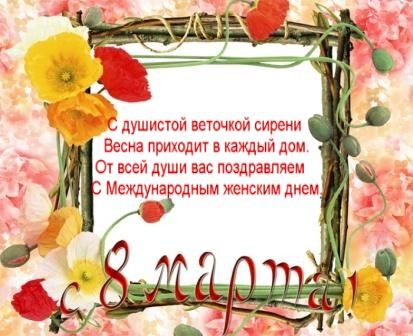 С душистой веточкой сирени
Весна приходит в каждый дом.
От всей души вас поздравляем
С Международным женским днем.
с 8 марта!